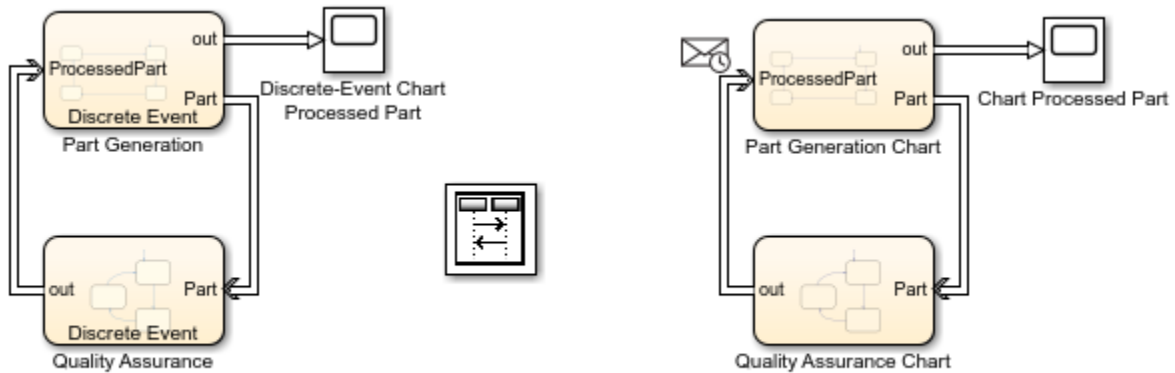 out
ProcessedPart
Part
Discrete Event
Part Generation
Discrete-Event Chart
Processed Part
out
Part
Discrete Event
Quality Assurance
out
ProcessedPart
Part
Part Generation Chart
Chart Processed Part
out
Part
Quality Assurance Chart